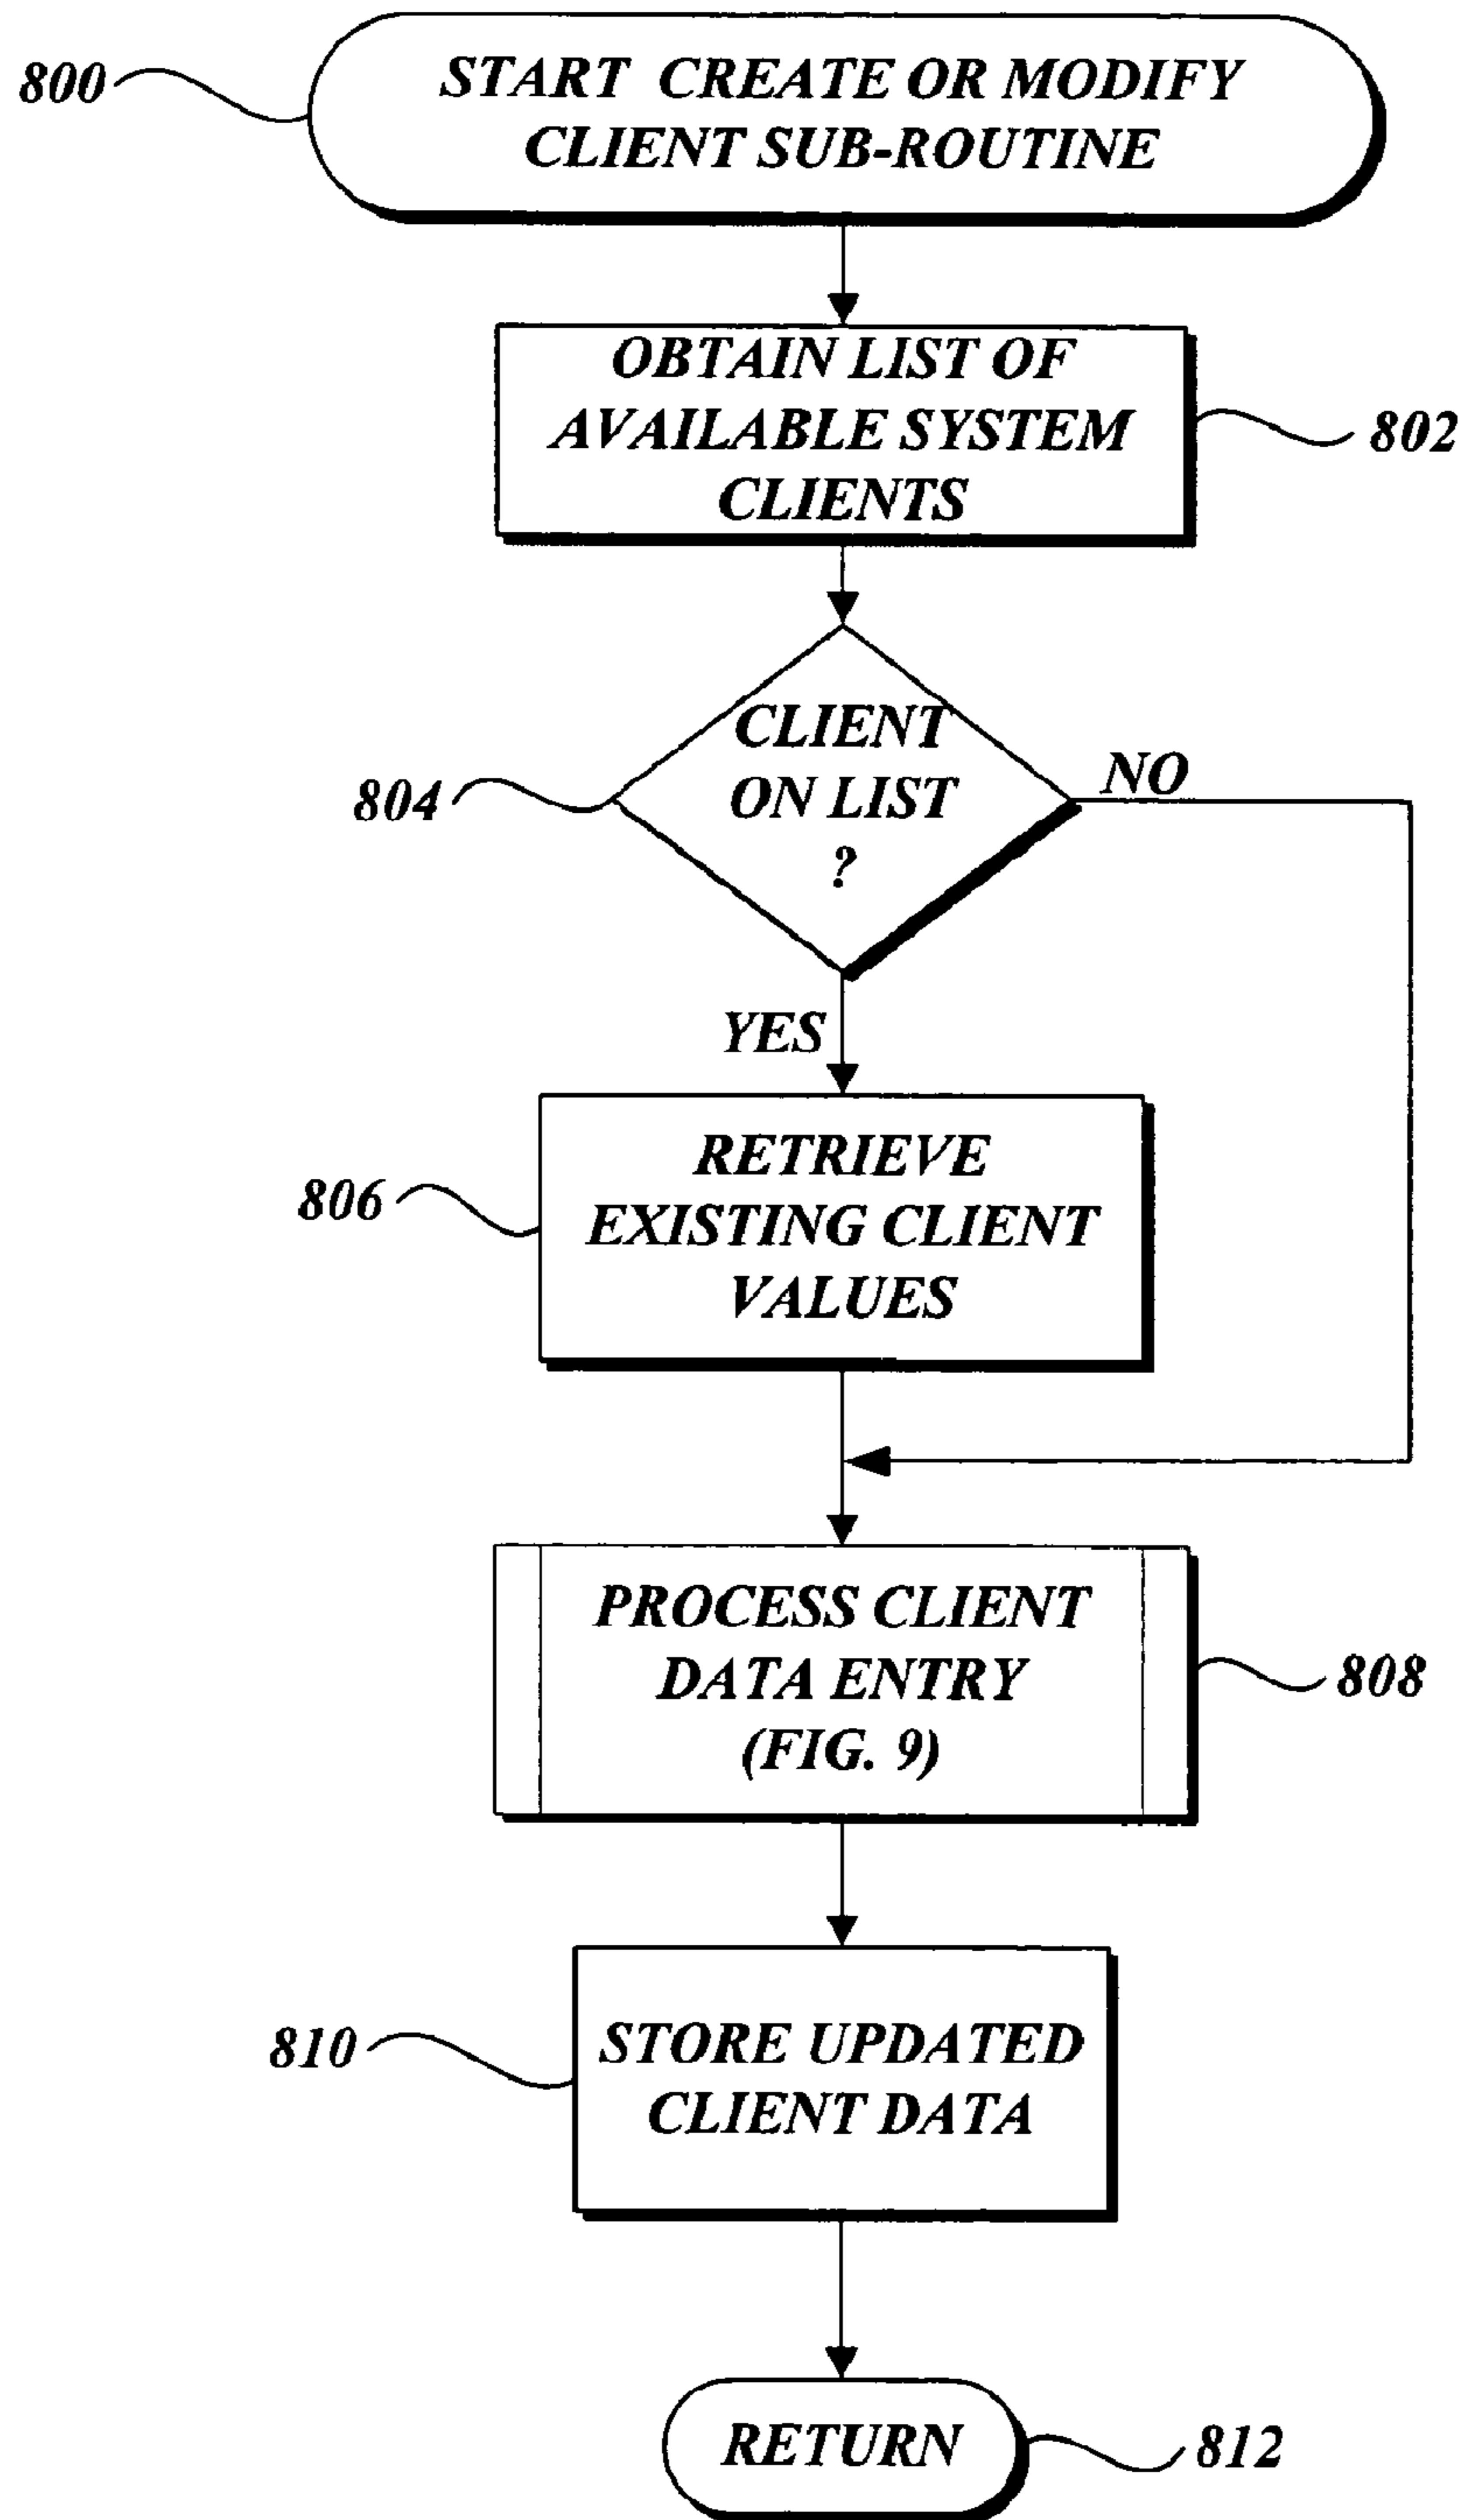 800
START CREATE OR MODIFY
CLIENT SUB-ROUTINE
OBTAIN LIST OF
AVAILABLE SYSTEM
CLIENTS
802
CLIENT
ON LIST
?
804
NO
YES
RETRIEVE
EXISTING CLIENT
VALUES
806
PROCESS CLIENT
DATA ENTRY
(FIG. 9)
808
STORE UPDATED
CLIENT DATA
810
RETURN
812